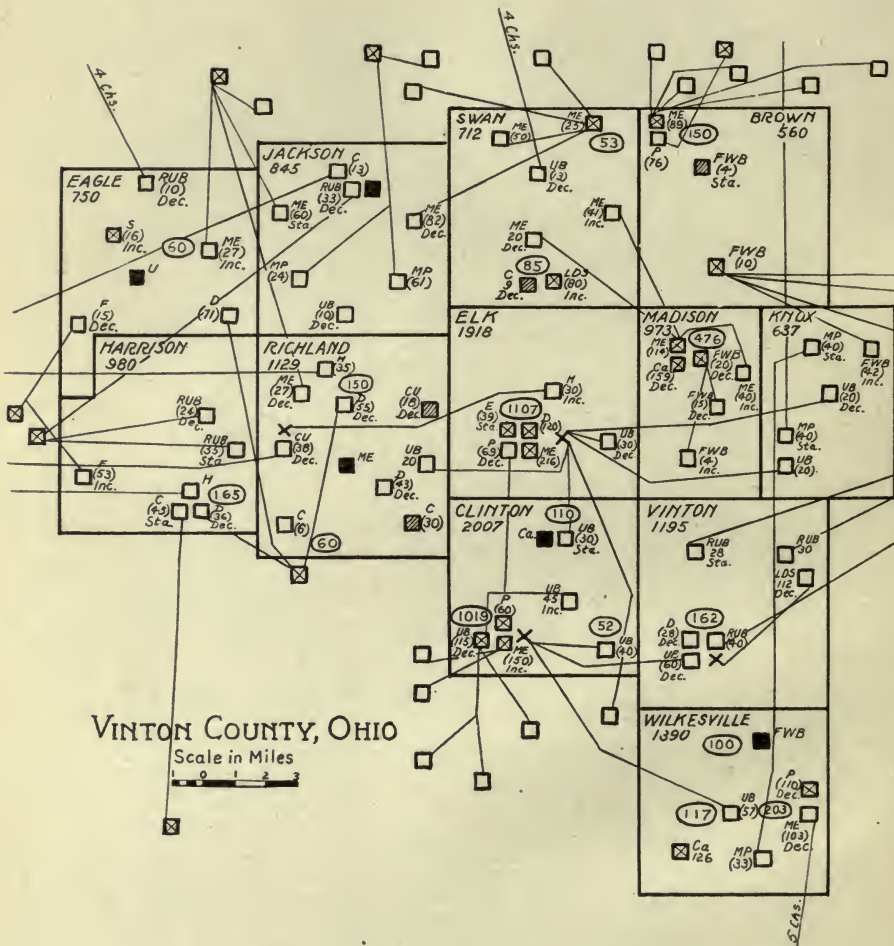 4 Chs.
4 Chs.
EAGLE
750
RUB
(10)
Dec.
S
(16)
Inc.
60
ME
(27)
Inc.
U
F
(15)
Dec.
D
(71)
JACKSON
845
C
(13)
RUB
(33)
Dec.
ME
(60)
Sta
ME
(82)
Dec.
MP
(24)
MP
(61)
UB
(10)
Dec.
SWAN
712
ME
(50)
ME
(25)
53
UB
(13)
Dec.
ME
(41)
Inc.
ME
20
Dec.
85
C
9
Dec.
LDS
(80)
Inc.
BROWN
560
ME
(89)
150
P
(76)
FWB
(4)
Sta.
FWB
(10)
HARRISON
980
RUB
(24)
Dec.
RUB
(35)
Sta
F
(53)
Inc.
H
165
C
(45)
Sta
D
(36)
Dec.
RICHLAND
1129
H
(35)
ME
(27)
Dec.
150
D
(55)
Dec.
CU
(18)
Dec.
CU
(38)
Dec.
ME
UB
20
D
(43)
Dec.
C
(6)
C
(30)
60
ELK
1918
H
(30)
Inc.
1107
E
(39)
Sta.
D
(120)
P
(69)
Dec.
ME
(216)
UB
(30)
Dec.
MADISON
973
476
ME
(114)
FWB
(20)
Dec.
Ca
(159)
Dec.
ME
(40)
Inc.
FWB
(15)
Dec.
FWB
(4)
Inc.
KNOX
637
MP
(40)
Sta.
FWB
(42)
Inc.
UB
(20)
Dec.
MP
(40)
Sta
UB
(20)
CLINTON
2007
110
Ca
UB
(30)
Sta.
UB
45
Inc.
1019
P
(60)
UB
(115)
Dec.
ME
(150)
Inc.
52
UB
(40)
VINTON
1195
RUB
28
Sta.
RUB
30
LDS
112
Dec.
162
D
(28)
Dec
RUB
(40)
UB
(60)
Dec.
WILKESVILLE
1390
100
FWB
P
(110)
Dec.
117
UB
(57)
203
ME
(103)
Dec.
Ca
126
MP
(33)
5 Chs.
VINTON COUNTY, OHIO
Scale in Miles
1 0 1 2 3